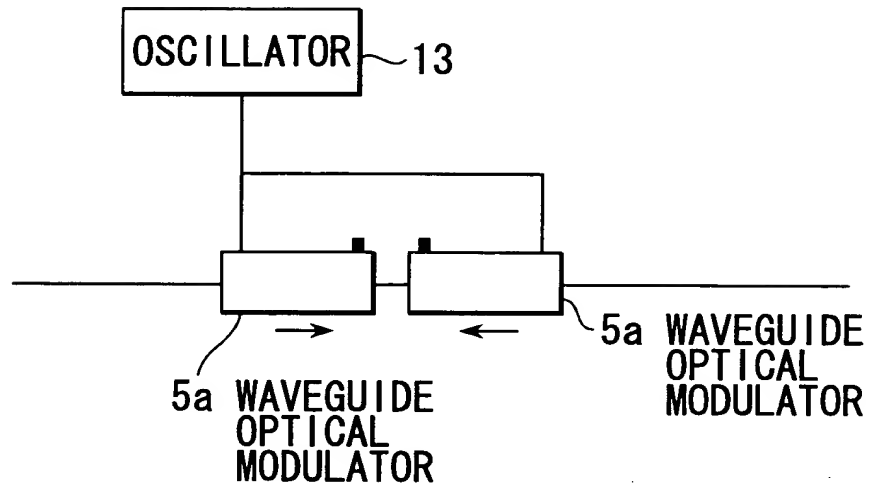 OSCILLATOR
13
5a WAVEGUIDE
OPTICAL
MODULATOR
5a WAVEGUIDE
OPTICAL
MODULATOR